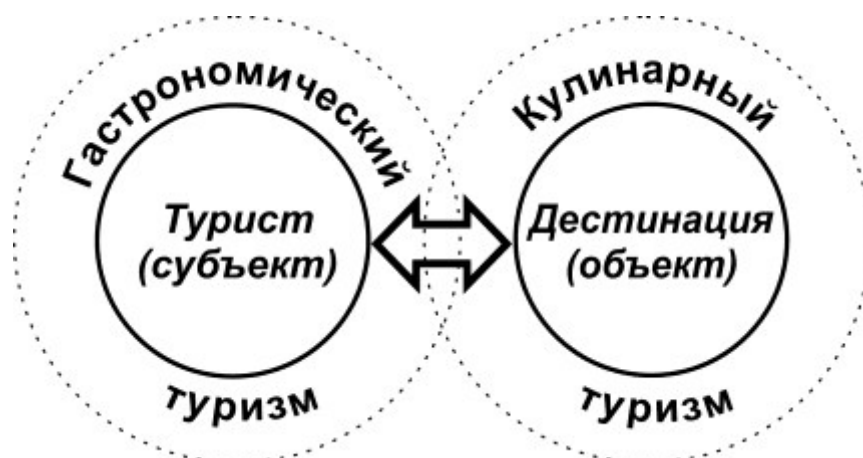 Гастрономический
Турист
(субъект)
туризм
Кулинарный
Дестинация
(объект)
туризм